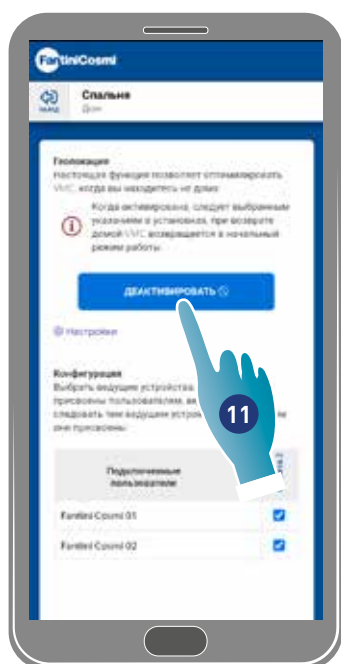 FantiniCosmi
Спальня
НАЗАД
Дом
Геолокация
Настоящая функция позволяет оптимизировать
VMC, когда вы находитесь не дома
Когда активирована, следует выбранным
указаниям в установках, при возврате
домой VMC возвращается в начальный
режим работы.
ДЕАКТИВИРОВАТЬ
Настройки
Конфигурация
Выбрать ведущие устройства
присвоены пользователям,
следовать тем ведущим
они присвоены
11
Подключенные
пользователи
Fantini Cosmi 01
Fantini Cosmi 02